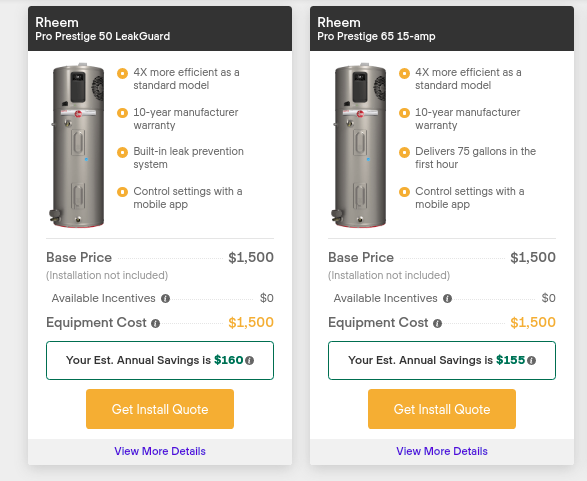 Rheem
Pro Prestige 50 LeakGuard
4X more efficient as a
standard model
10-year manufacturer
warranty
Built-in leak prevention
system
Control settings with a
mobile app
Base Price $1,500
(Installation not included)
Available Incentives $0
Equipment Cost $1,500
Your Est. Annual Savings is $160
Get Install Quote
View More Details
Rheem
Pro Prestige 65 15-amp
4X more efficient as a
standard model
10-year manufacturer
warranty
Delivers 75 gallons in the
first hour
Control settings with a
mobile app
Base Price $1,500
(Installation not included)
Available Incentives $0
Equipment Cost $1,500
Your Est. Annual Savings is $155
Get Install Quote
View More Details